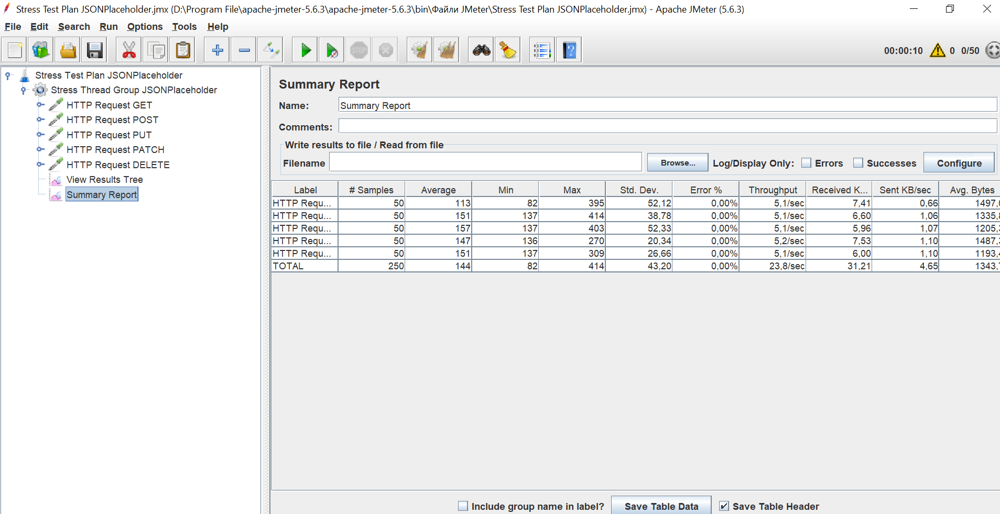 Stress Test Plan JSONPlaceholder.jmx (D:\Program File\apache-jmeter-5.6.3\apache-jmeter-5.6.3\bin\Файли JMeter\Stress Test Plan JSONPlaceholder.jmx) - Apache JMeter (5.6.3)
File Edit Search Run Options Tools Help
STOP ? 00:00:10 0 0/50
Stress Test Plan JSONPlaceholder
Stress Thread Group JSONPlaceholder
HTTP Request GET
HTTP Request POST
HTTP Request PUT
HTTP Request PATCH
HTTP Request DELETE
View Results Tree
Summary Report
Summary Report
Name: Summary Report
Comments:
Write results to file / Read from file
Filename Browse... Log/Display Only: Errors Successes Configure
Label # Samples Average Min Max Std. Dev. Error % Throughput Received K... Sent KB/sec Avg. Bytes
HTTP Requ... 50 113 82 395 52,12 0,00% 5,1/sec 7,41 0,66 1497,
HTTP Requ... 50 151 137 414 38,78 0,00% 5,1/sec 6,60 1,06 1335,
HTTP Requ... 50 157 137 403 52,33 0,00% 5,1/sec 5,96 1,07 1205,
HTTP Requ... 50 147 136 270 20,34 0,00% 5,2/sec 7,53 1,10 1487,
HTTP Requ... 50 151 137 309 26,66 0,00% 5,1/sec 6,00 1,10 1193,
TOTAL 250 144 82 414 43,20 0,00% 23,8/sec 31,21 4,65 1343,
Include group name in label? Save Table Data Save Table Header